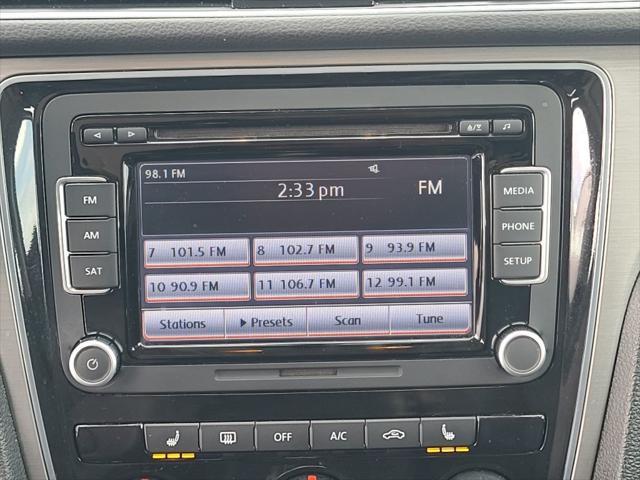 98.1 FM
2:33 pm
FM
FM
AM
SAT
MEDIA
PHONE
SETUP
7 101.5 FM
8 102.7 FM
9 93.9 FM
10 90.9 FM
11 106.7 FM
12 99.1 FM
Stations
Presets
Scan
Tune
OFF
A/C